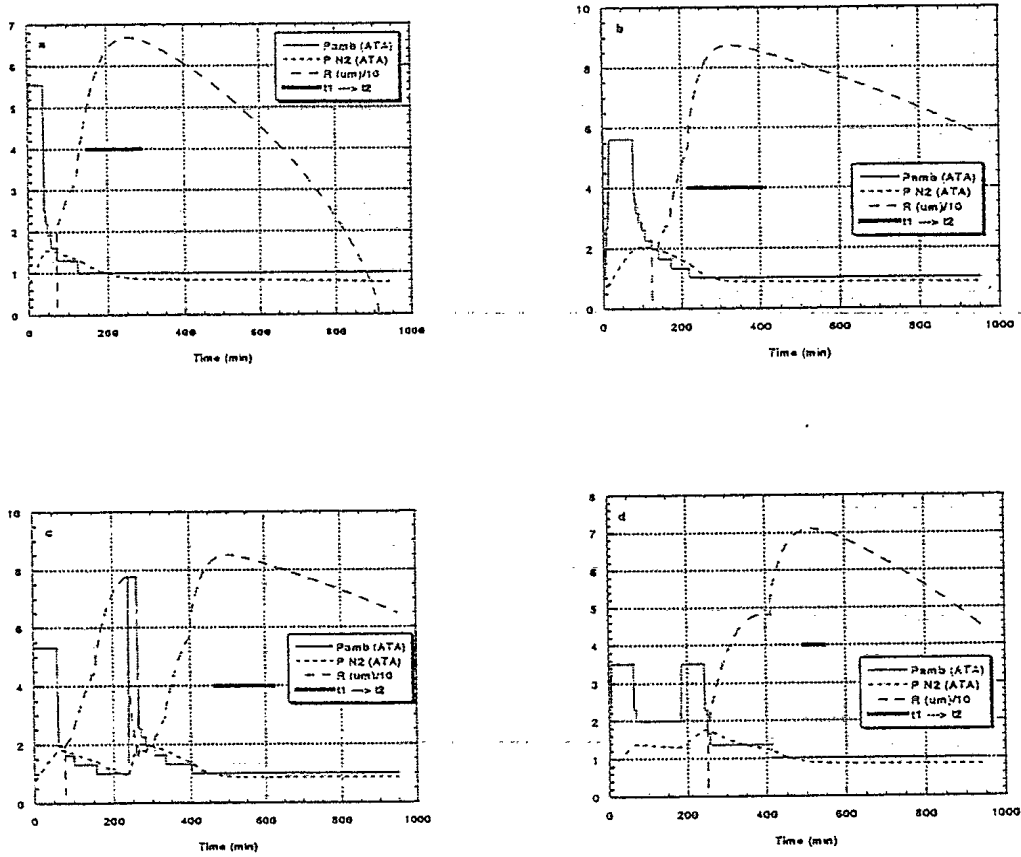 a
7
6
5
4
3
2
1
0
Pamb (ATA)
P N2 (ATA)
R (um)/10
t1 ---> t2
0 200 400 600 800 1000
Time (min)
b
10
8
6
4
2
0
Pamb (ATA)
P N2 (ATA)
R (um)/10
t1 ---> t2
0 200 400 600 800 1000
Time (min)
c
10
8
6
4
2
0
Pamb (ATA)
P N2 (ATA)
R (um)/10
t1 ---> t2
0 200 400 600 800 1000
Time (min)
d
8
7
6
5
4
3
2
1
0
Pamb (ATA)
P N2 (ATA)
R (um)/10
t1 ---> t2
0 200 400 600 800 1000
Time (min)